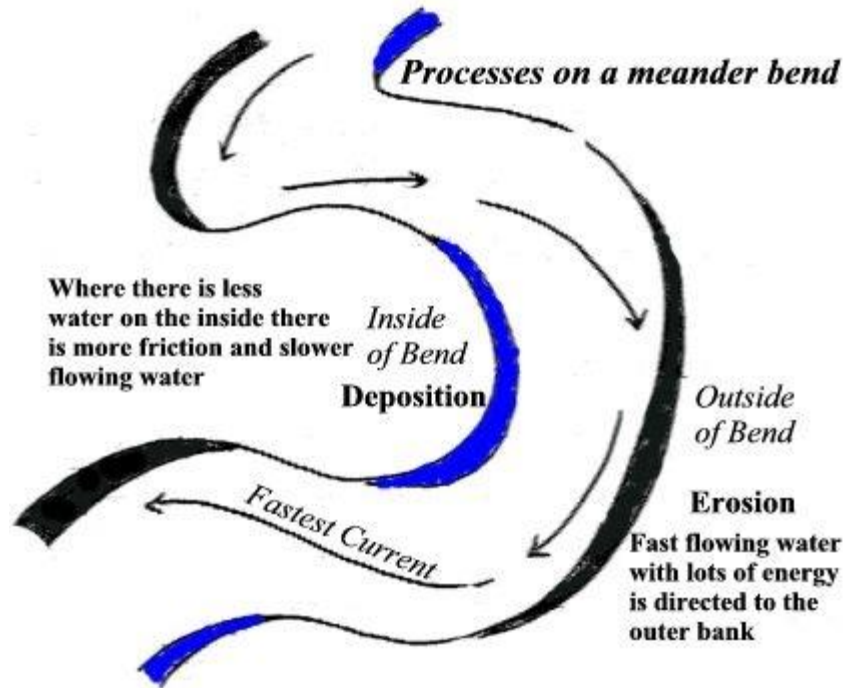 Processes on a meander bend
Where there is less
water on the inside there
is more friction and slower
flowing water
Inside
of Bend
Deposition
Outside
of Bend
Erosion
Fast flowing water
with lots of energy
is directed to the
outer bank
Fastest Current